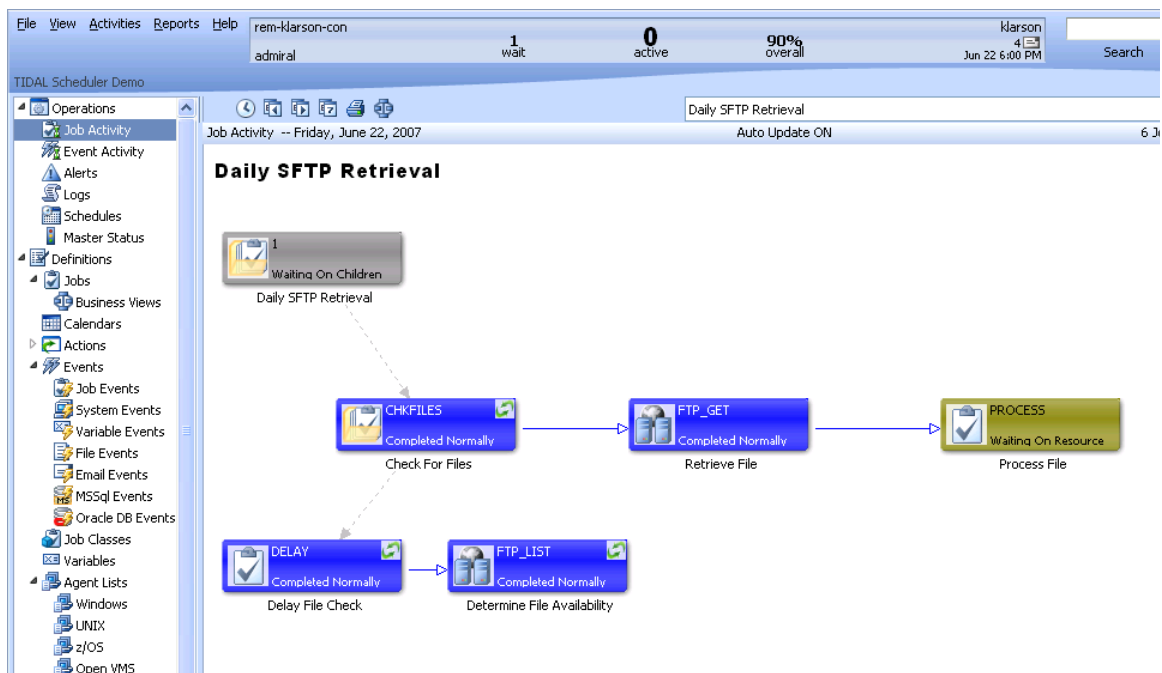 File View Activities Reports Help
rem-klarson-con
admiral
1
wait
0
active
90%
overall
klarson
4
Jun 22 6:00 PM
Search
TIDAL Scheduler Demo
Operations
Job Activity
Event Activity
Alerts
Logs
Schedules
Master Status
Definitions
Jobs
Business Views
Calendars
Actions
Events
Job Events
System Events
Variable Events
File Events
Email Events
MSSql Events
Oracle DB Events
Job Classes
Variables
Agent Lists
Windows
UNIX
z/OS
Open VMS
Daily SFTP Retrieval
Job Activity -- Friday, June 22, 2007
Auto Update ON
Daily SFTP Retrieval
1
Waiting On Children
Daily SFTP Retrieval
CHKFILES
Completed Normally
Check For Files
FTP_GET
Completed Normally
Retrieve File
PROCESS
Waiting On Resource
Process File
DELAY
Completed Normally
Delay File Check
FTP_LIST
Completed Normally
Determine File Availability